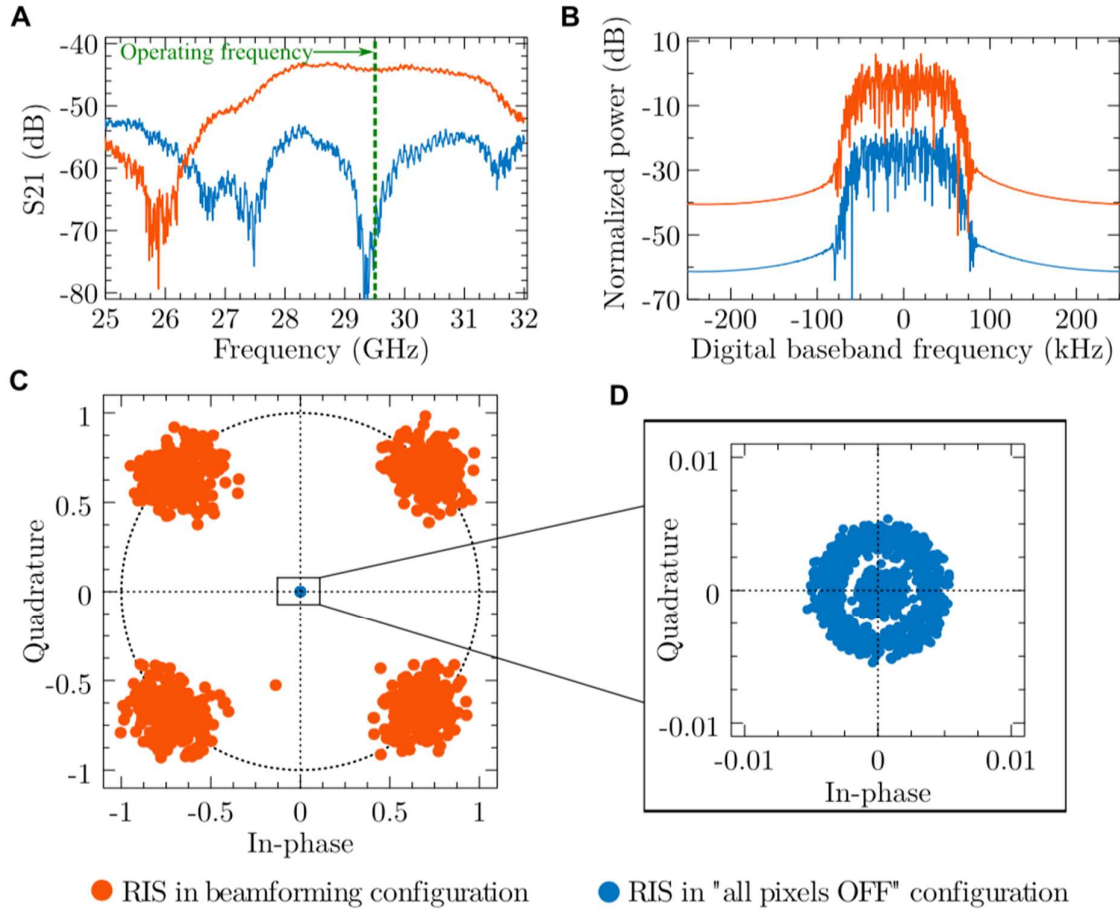 A
-40
-50
-60
-70
-80
S21 (dB)
Operating frequency
25 26 27 28 29 30 31 32
Frequency (GHz)
B
10
-10
-30
-50
-70
Normalized power (dB)
-200 -100 0 100 200
Digital baseband frequency (kHz)
C
1
0.5
0
-0.5
-1
Quadrature
-1 -0.5 0 0.5 1
In-phase
D
0.01
0
-0.01
Quadrature
-0.01 0 0.01
In-phase
RIS in beamforming configuration
RIS in "all pixels OFF" configuration